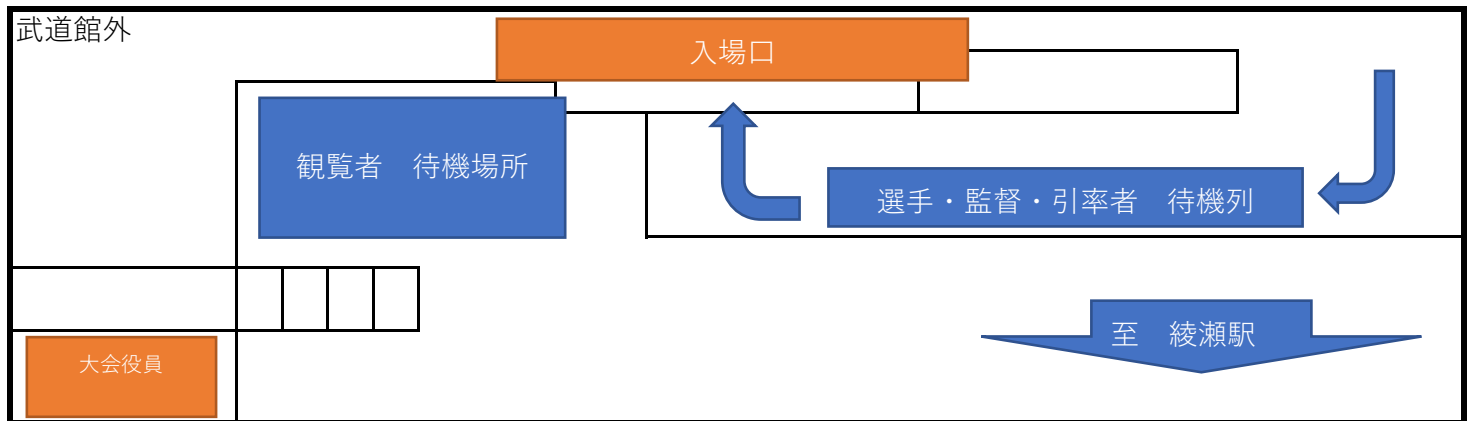 武道館外
入場口
観覧者　待機場所
選手・監督・引率者　待機列
至　綾瀬駅
大会役員